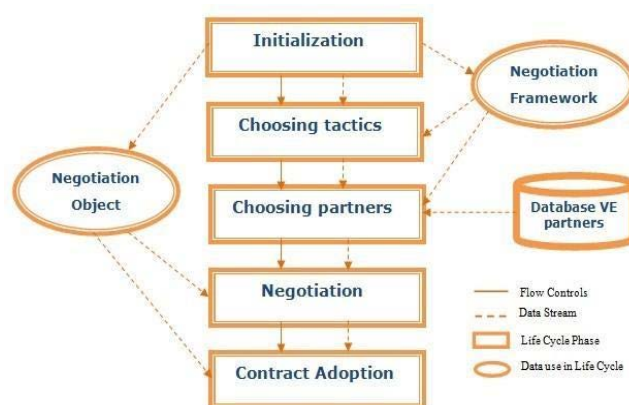 Initialization
Negotiation
Framework
Choosing tactics
Negotiation
Object
Choosing partners
Database VE
partners
Negotiation
Flow Controls
Data Stream
Life Cycle Phase
Data use in Life Cycle
Contract Adoption